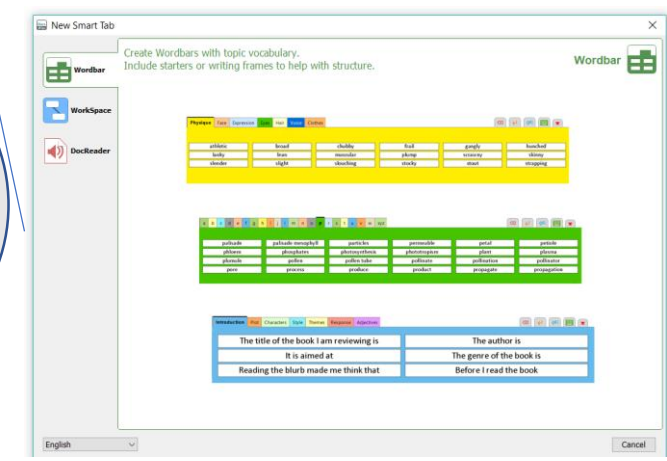 New Smart Tab
Wordbar
WorkSpace
DocReader
Create Wordbars with topic vocabulary.
Include starters or writing frames to help with structure.
Wordbar
Physique Face Expression Eyes Hair Voice Clothes
athletic broad chubby frail gangly hunched
lanky lean muscular plump scrawny skinny
slender slight slouching stocky stout strapping
palisade palisade mesophyll particles permeable petal petiole
phloem phosphates photosynthesis phototropism plant plasma
plumule pollen pollen tube pollinate pollination pollinator
pore process produce product propagate propagation
Introduction Plot Characters Style Themes Response Adjectives
The title of the book I am reviewing is The author is
It is aimed at The genre of the book is
Reading the blurb made me think that Before I read the book
English
Cancel